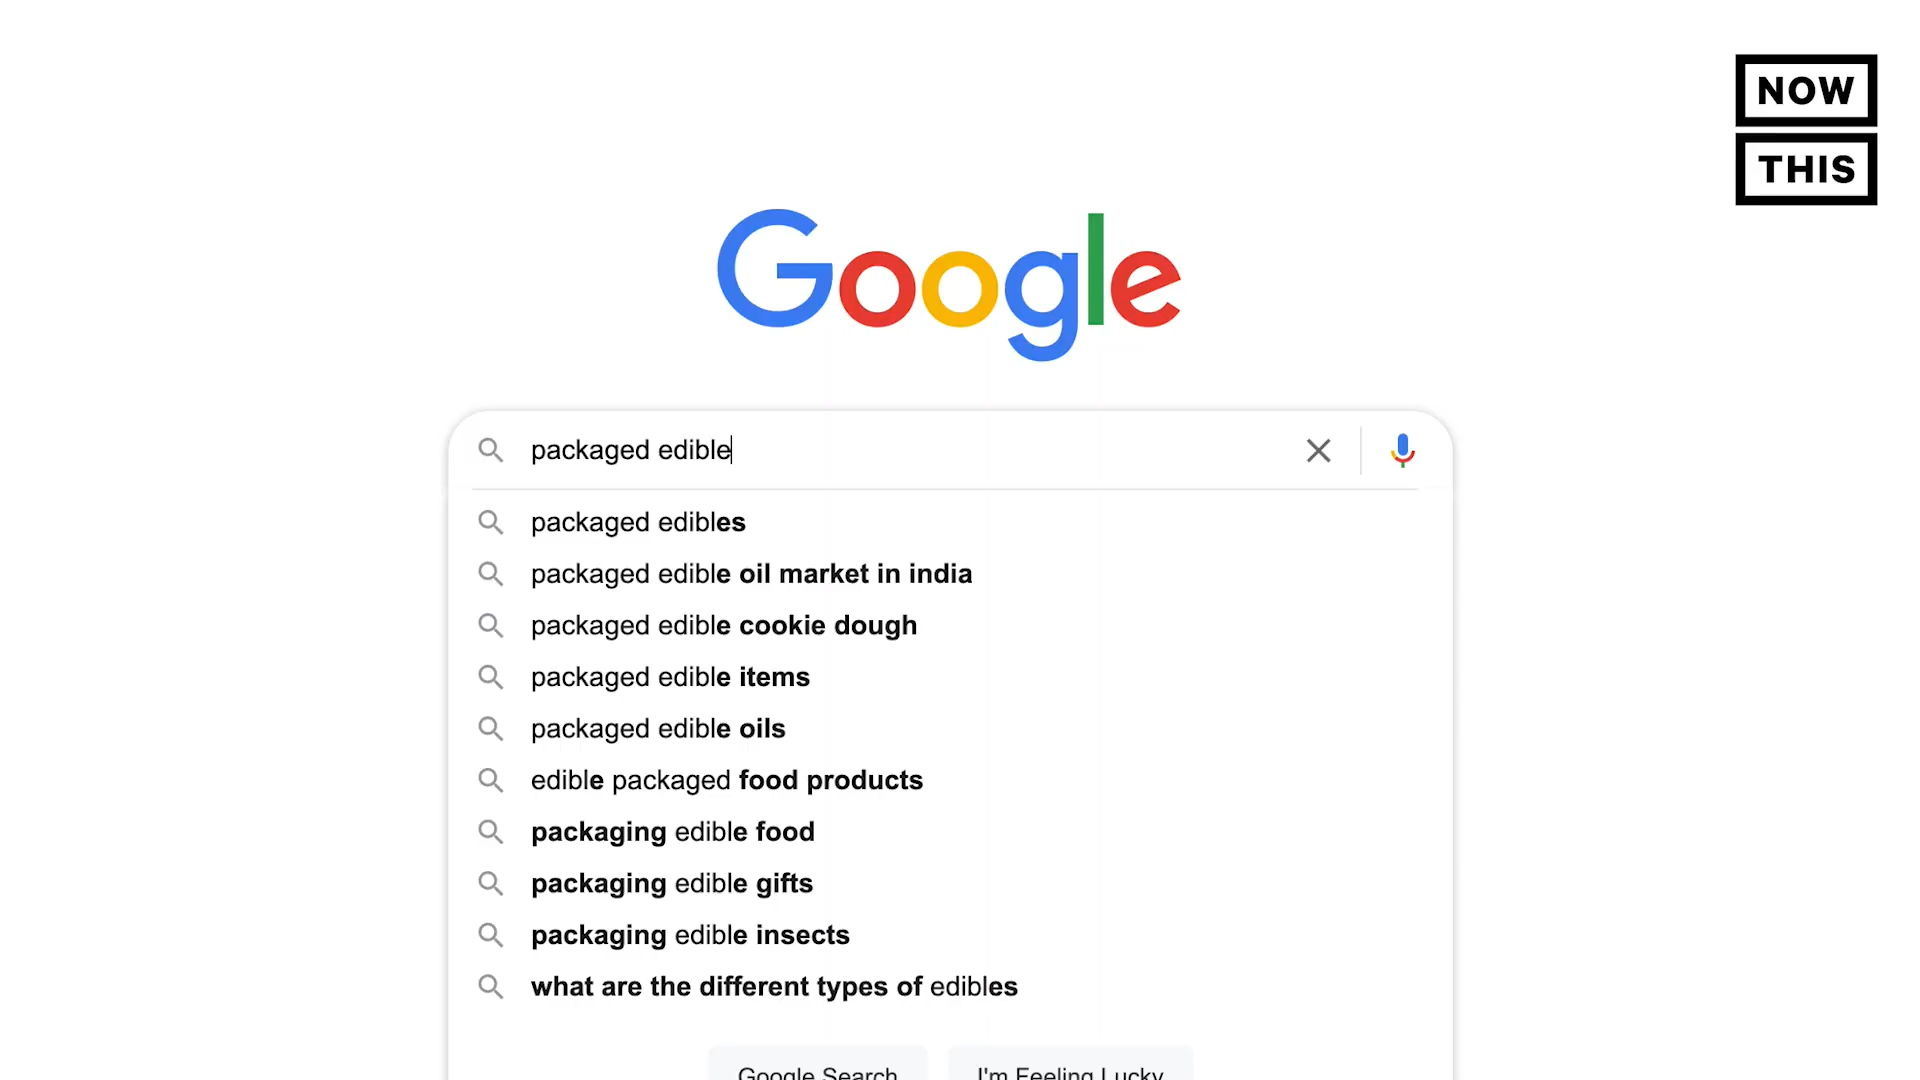 NOW
THIS
Google
packaged edible
packaged edibles
packaged edible oil market in india
packaged edible cookie dough
packaged edible items
packaged edible oils
edible packaged food products
packaging edible food
packaging edible gifts
packaging edible insects
what are the different types of edibles
Google Search I'm Feeling Lucky